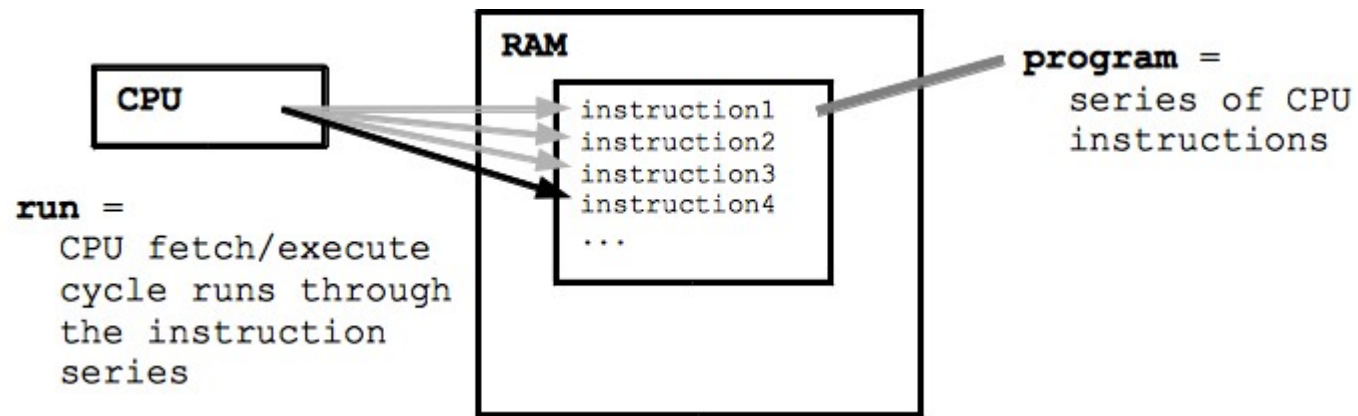 CPU
run =
CPU fetch/execute
cycle runs through
the instruction
series
RAM
instruction1
instruction2
instruction3
instruction4
...
program =
series of CPU
instructions